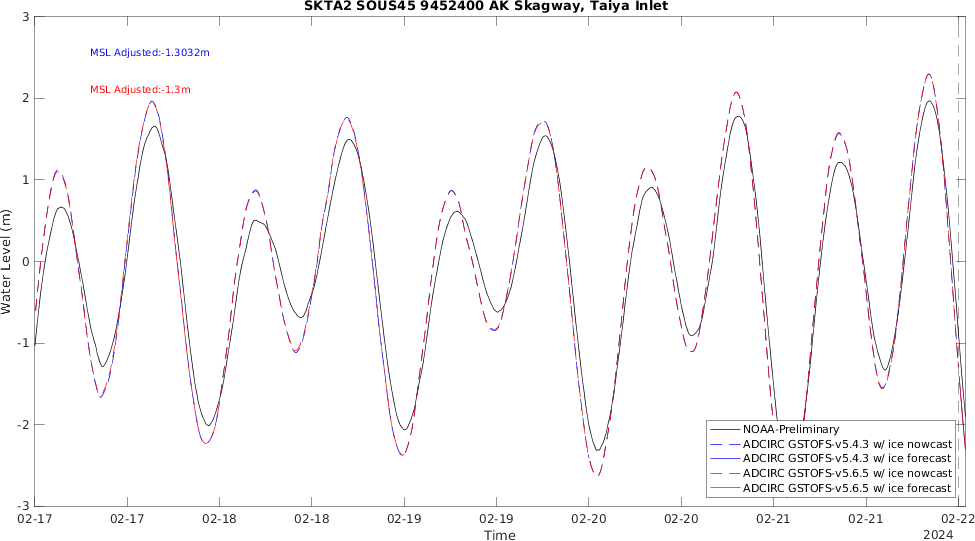 SKTA2 SOUS45 9452400 AK Skagway, Taiya Inlet
MSL Adjusted:-1.3032m
MSL Adjusted:-1.3m
Water Level (m)
3
2
1
0
-1
-2
-3
NOAA-Preliminary
ADCIRC GSTOFS-v5.4.3 w/ ice nowcast
ADCIRC GSTOFS-v5.4.3 w/ ice forecast
ADCIRC GSTOFS-v5.6.5 w/ ice nowcast
ADCIRC GSTOFS-v5.6.5 w/ ice forecast
02-17 02-17 02-18 02-18 02-19 02-19 02-20 02-20 02-21 02-21 02-22
Time
2024